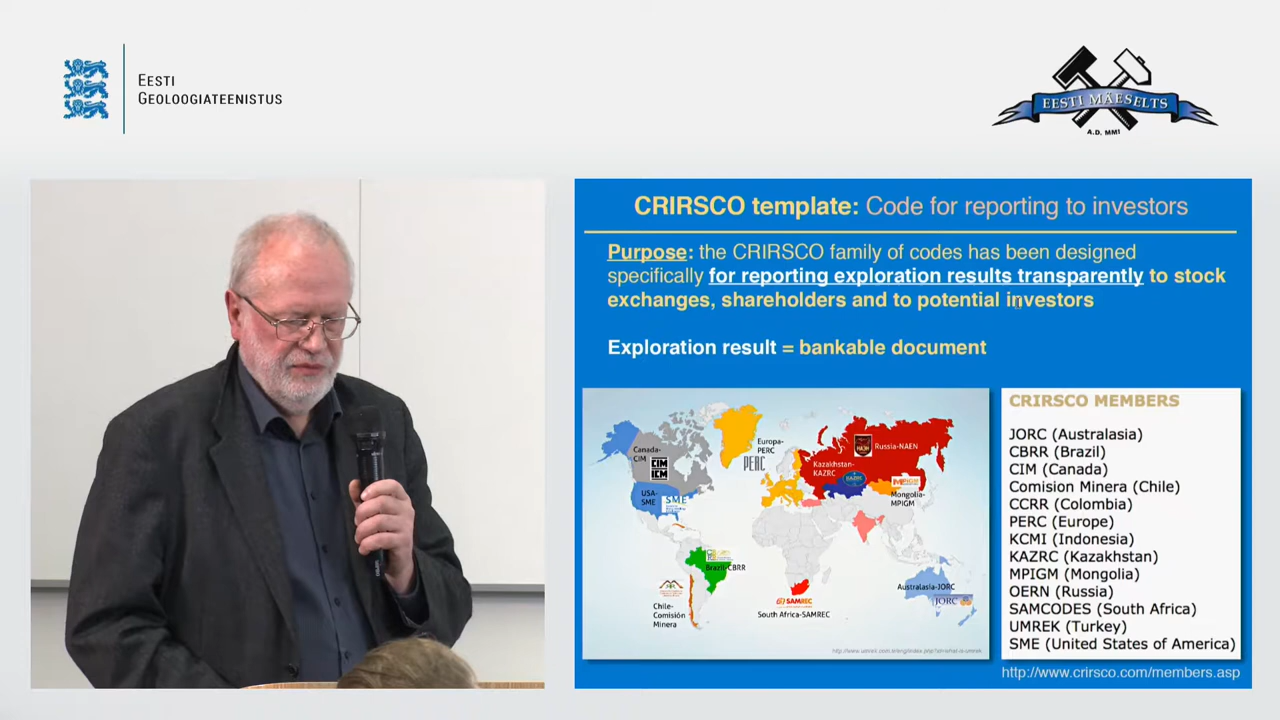 EESTI
GEOLOOGIATEENISTUS
EESTI MÄESELTS
A.D. MMI
CRIRSCO template: Code for reporting to investors
Purpose: the CRIRSCO family of codes has been designed
specifically for reporting exploration results transparently to stock
exchanges, shareholders and to potential investors
Exploration result = bankable document
Canada-
CIM
CIM
ICM
USA-
SME
SME
Europa-
PERC
PERC
Russia-NAEN
Kazakhstan-
KAZRC
Mongolia-
MPIGM
Brazil-CBRR
Chile-
Comisión
Minera
SAMREC
South Africa-SAMREC
Australasia-JORC
JORC
CRIRSCO MEMBERS
JORC (Australasia)
CBRR (Brazil)
CIM (Canada)
Comision Minera (Chile)
CCRR (Colombia)
PERC (Europe)
KCMI (Indonesia)
KAZRC (Kazakhstan)
MPIGM (Mongolia)
OERN (Russia)
SAMCODES (South Africa)
UMREK (Turkey)
SME (United States of America)
http://www.crirsco.com/members.asp